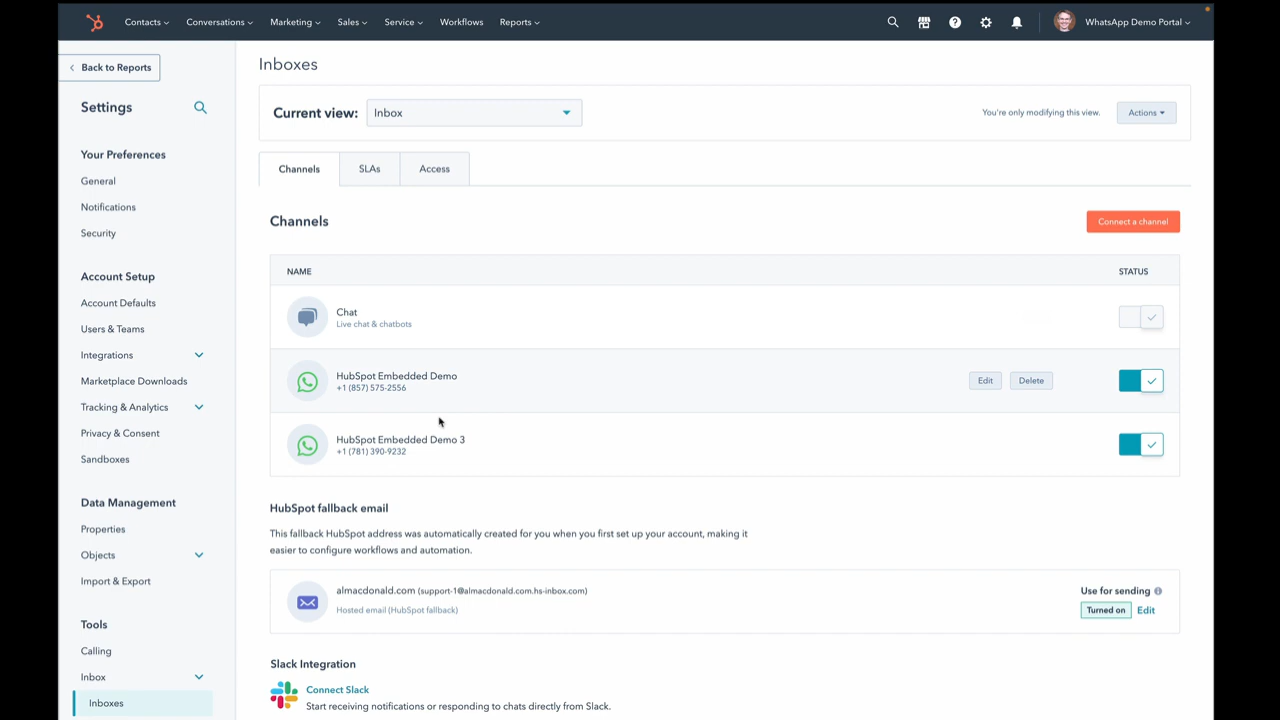 Contacts
Conversations
Marketing
Sales
Service
Workflows
Reports
WhatsApp Demo Portal
Back to Reports
Settings
Your Preferences
General
Notifications
Security
Account Setup
Account Defaults
Users & Teams
Integrations
Marketplace Downloads
Tracking & Analytics
Privacy & Consent
Sandboxes
Data Management
Properties
Objects
Import & Export
Tools
Calling
Inbox
Inboxes
Inboxes
Current view:
Inbox
You're only modifying this view.
Actions
Channels
SLAs
Access
Channels
Connect a channel
NAME
STATUS
Chat
Live chat & chatbots
HubSpot Embedded Demo
+1 (857) 575-2556
Edit
Delete
HubSpot Embedded Demo 3
+1 (781) 390-9232
HubSpot fallback email
This fallback HubSpot address was automatically created for you when you first set up your account, making it
easier to configure workflows and automation.
almacdonald.com (support-1@almacdonald.com.hs-inbox.com)
Hosted email (HubSpot fallback)
Use for sending
Turned on
Edit
Slack Integration
Connect Slack
Start receiving notifications or responding to chats directly from Slack.